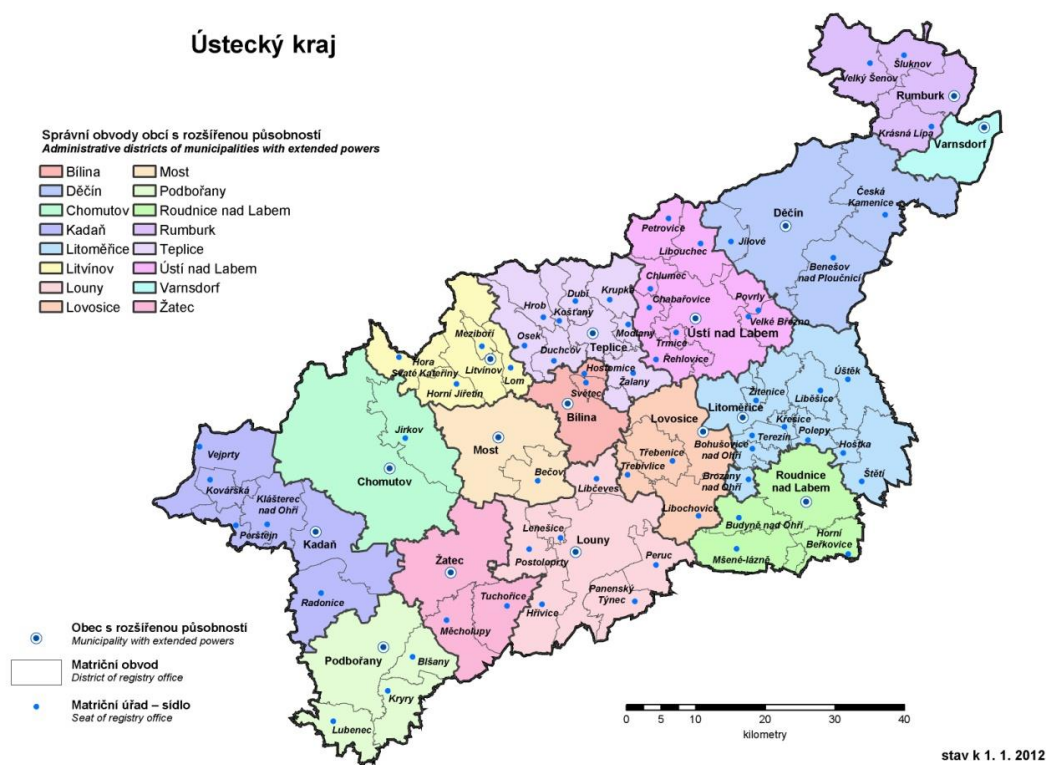 Ústecký kraj
Správní obvody obcí s rozšířenou působností
Administrative districts of municipalities with extended powers
Bílina
Most
Děčín
Podbořany
Chomutov
Roudnice nad Labem
Kadaň
Rumburk
Litoměřice
Teplice
Litvínov
Ústí nad Labem
Louny
Varnsdorf
Lovosice
Žatec
Šluknov
Velký Šenov
Rumburk
Krásná Lípa
Varnsdorf
Česká
Kamenice
Děčín
Jílové
Benešov
nad Ploučnicí
Petrovice
Libouchec
Chlumec
Chabařovice
Povrly
Velké Březno
Ústí nad Labem
Trmice
Řehlovice
Dubí
Krupka
Hrob
Košťany
Modlany
Osek
Teplice
Duchcov
Hostomice
Světec
Žalany
Bílina
Meziboří
Hora
Svaté Kateřiny
Litvínov
Lom
Horní Jiřetín
Úštěk
Žitenice
Liběšice
Litoměřice
Křešice
Polepy
Terezín
Hoštka
Štětí
Lovosice
Bohušovice
nad Ohří
Třebenice
Třebívlice
Brozany
nad Ohří
Libochovice
Roudnice
nad Labem
Budyně nad Ohří
Horní
Beřkovice
Mšené-lázně
Jirkov
Chomutov
Most
Bečov
Vejprty
Kovářská
Klášterec
nad Ohří
Perštejn
Kadaň
Radonice
Libčeves
Lenešice
Louny
Postoloprty
Peruc
Panenský
Týnec
Hřivice
Žatec
Tuchořice
Měcholupy
Podbořany
Blšany
Kryry
Lubenec
Obec s rozšířenou působností
Municipality with extended powers
Matriční obvod
District of registry office
Matriční úřad – sídlo
Seat of registry office
0 5 10 20 30 40
kilometry
stav k 1. 1. 2012